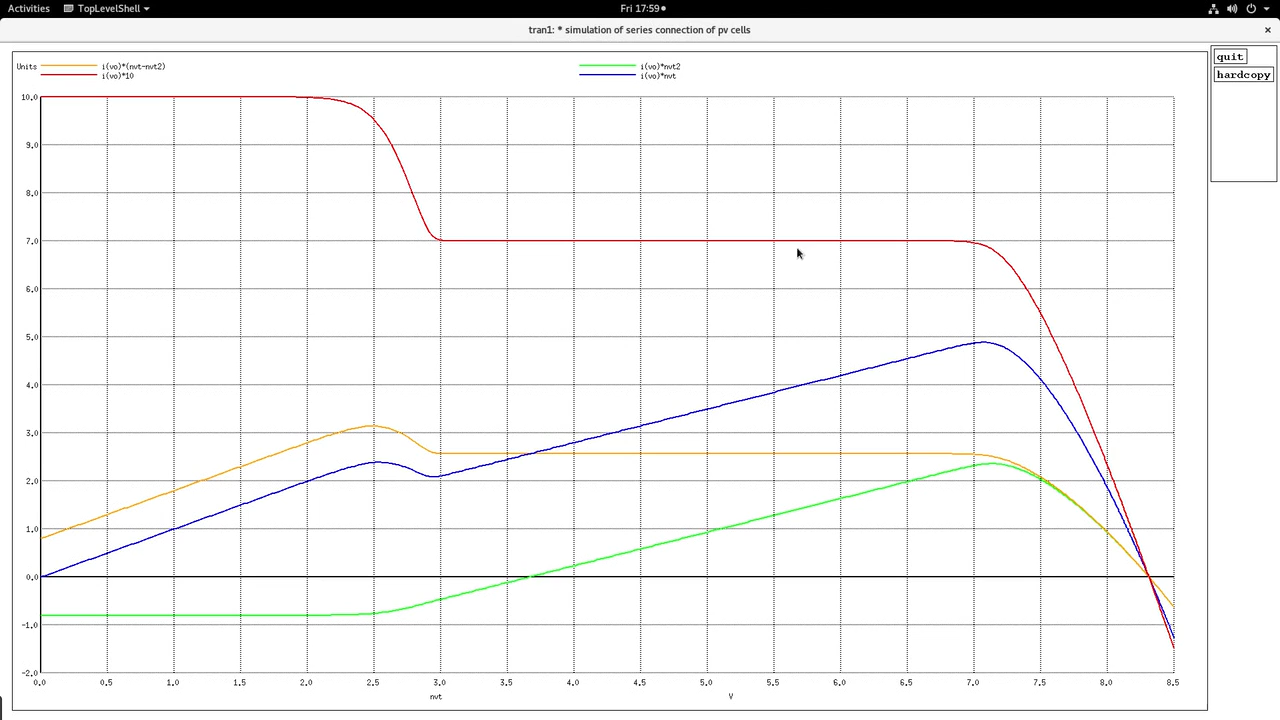 Activities TopLevelShell Fri 17:59
tran1: * simulation of series connection of pv cells
Units i(vo)*(nvt-nvt2) i(vo)*nvt2
i(vo)*10 i(vo)*nvt
quit
hardcopy
10.0
9.0
8.0
7.0
6.0
5.0
4.0
3.0
2.0
1.0
0.0
-1.0
-2.0
0.0 0.5 1.0 1.5 2.0 2.5 3.0 3.5 4.0 4.5 5.0 5.5 6.0 6.5 7.0 7.5 8.0 8.5
nvt V